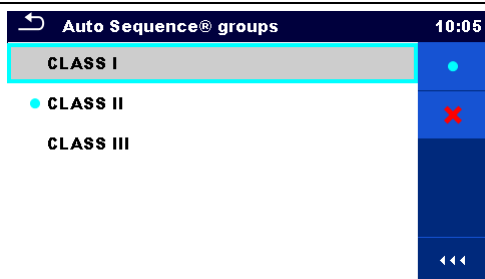 Auto Sequence® groups 10:05
CLASS I
CLASS II
CLASS III